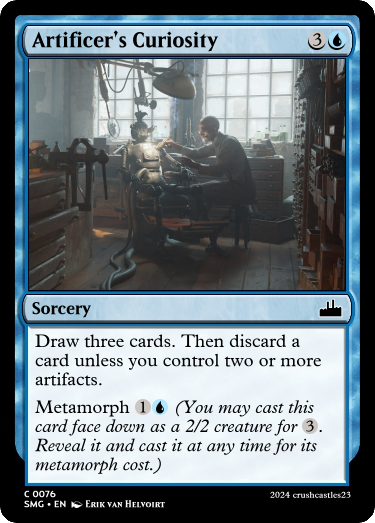 Artificer's Curiosity 3
Sorcery
Draw three cards. Then discard a
card unless you control two or more
artifacts.
Metamorph 1 (You may cast this
card face down as a 2/2 creature for 3.
Reveal it and cast it at any time for its
metamorph cost.)
C 0076
SMG • EN Erik van Helvoirt
2024 crushcastles23